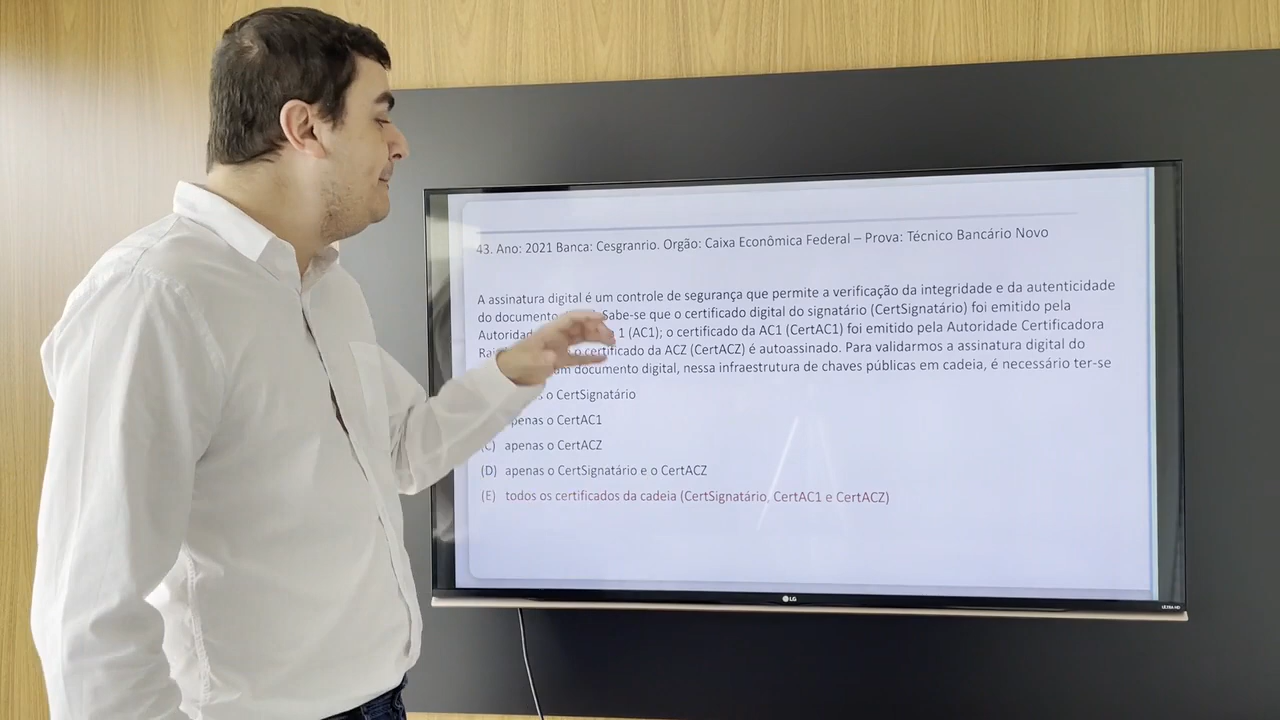 43. Ano: 2021 Banca: Cesgranrio. Orgão: Caixa Econômica Federal – Prova: Técnico Bancário Novo
A assinatura digital é um controle de segurança que permite a verificação da integridade e da autenticidade
do documento Sabe-se que o certificado digital do signatário (CertSignatário) foi emitido pela
1 (AC1); o certificado da AC1 (CertAC1) foi emitido pela Autoridade Certificadora
o certificado da ACZ (CertACZ) é autoassinado. Para validarmos a assinatura digital do
documento digital, nessa infraestrutura de chaves públicas em cadeia, é necessário ter-se
o CertSignatário
apenas o CertAC1
(C) apenas o CertACZ
(D) apenas o CertSignatário e o CertACZ
(E) todos os certificados da cadeia (CertSignatário, CertAC1 e CertACZ)
LG
ULTRA HD